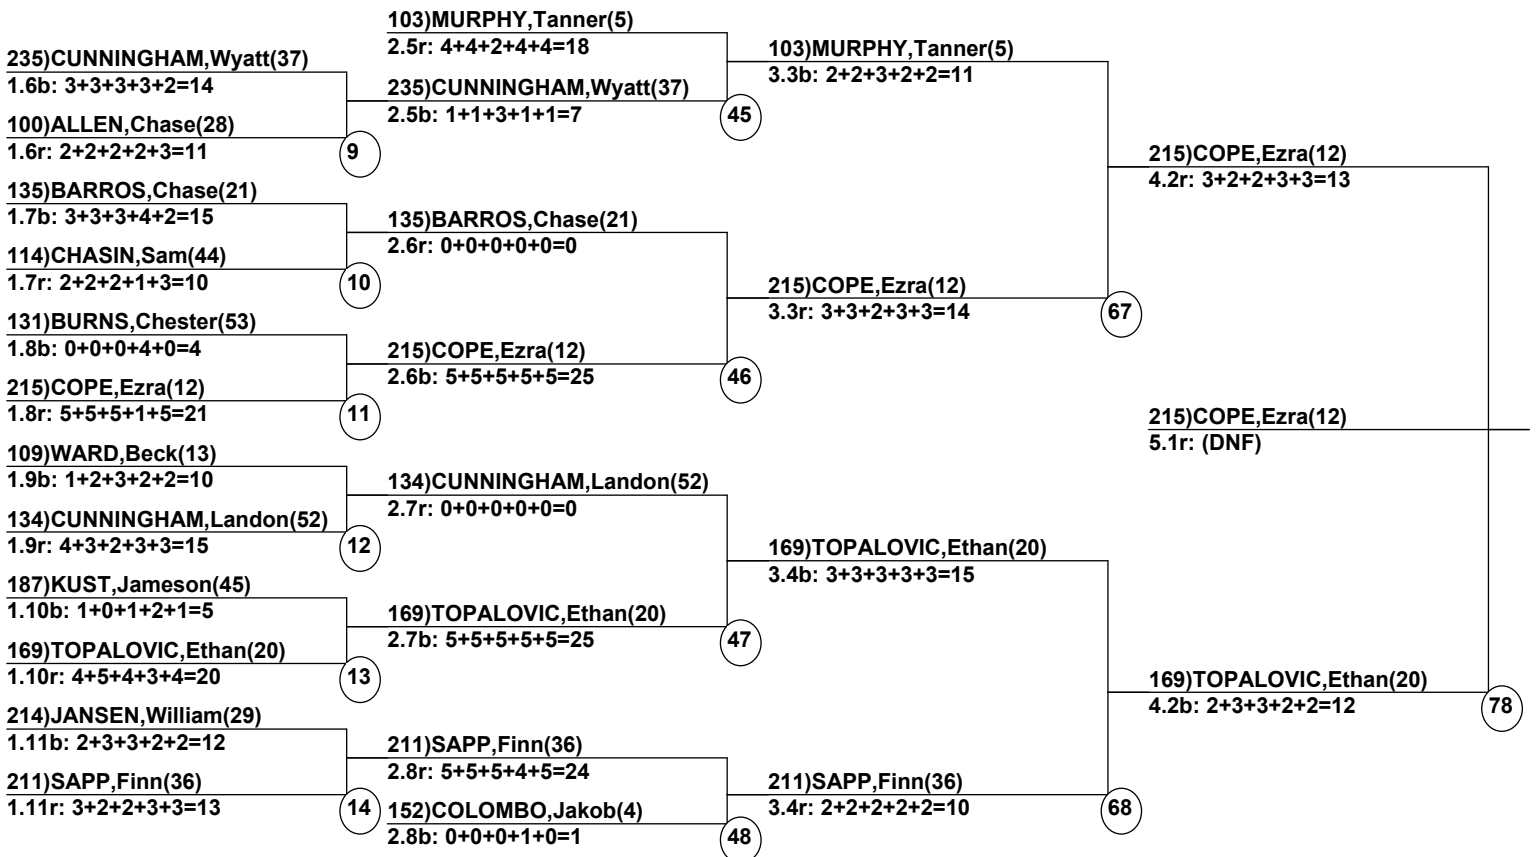 235)CUNNINGHAM,Wyatt(37)
1.6b: 3+3+3+3+2=14
100)ALLEN,Chase(28)
1.6r: 2+2+2+2+3=11
9
135)BARROS,Chase(21)
1.7b: 3+3+3+4+2=15
114)CHASIN,Sam(44)
1.7r: 2+2+2+1+3=10
10
131)BURNS,Chester(53)
1.8b: 0+0+0+4+0=4
215)COPE,Ezra(12)
1.8r: 5+5+5+1+5=21
11
109)WARD,Beck(13)
1.9b: 1+2+3+2+2=10
134)CUNNINGHAM,Landon(52)
1.9r: 4+3+2+3+3=15
12
187)KUST,Jameson(45)
1.10b: 1+0+1+2+1=5
169)TOPALOVIC,Ethan(20)
1.10r: 4+5+4+3+4=20
13
214)JANSEN,William(29)
1.11b: 2+3+3+2+2=12
211)SAPP,Finn(36)
1.11r: 3+2+2+3+3=13
14
103)MURPHY,Tanner(5)
2.5r: 4+4+2+4+4=18
235)CUNNINGHAM,Wyatt(37)
2.5b: 1+1+3+1+1=7
45
135)BARROS,Chase(21)
2.6r: 0+0+0+0+0=0
215)COPE,Ezra(12)
2.6b: 5+5+5+5+5=25
46
134)CUNNINGHAM,Landon(52)
2.7r: 0+0+0+0+0=0
169)TOPALOVIC,Ethan(20)
2.7b: 5+5+5+5+5=25
47
211)SAPP,Finn(36)
2.8r: 5+5+5+4+5=24
152)COLOMBO,Jakob(4)
2.8b: 0+0+0+1+0=1
48
103)MURPHY,Tanner(5)
3.3b: 2+2+3+2+2=11
215)COPE,Ezra(12)
3.3r: 3+3+2+3+3=14
67
169)TOPALOVIC,Ethan(20)
3.4b: 3+3+3+3+3=15
211)SAPP,Finn(36)
3.4r: 2+2+2+2+2=10
68
215)COPE,Ezra(12)
4.2r: 3+2+2+3+3=13
169)TOPALOVIC,Ethan(20)
4.2b: 2+3+3+2+2=12
78
215)COPE,Ezra(12)
5.1r: (DNF)